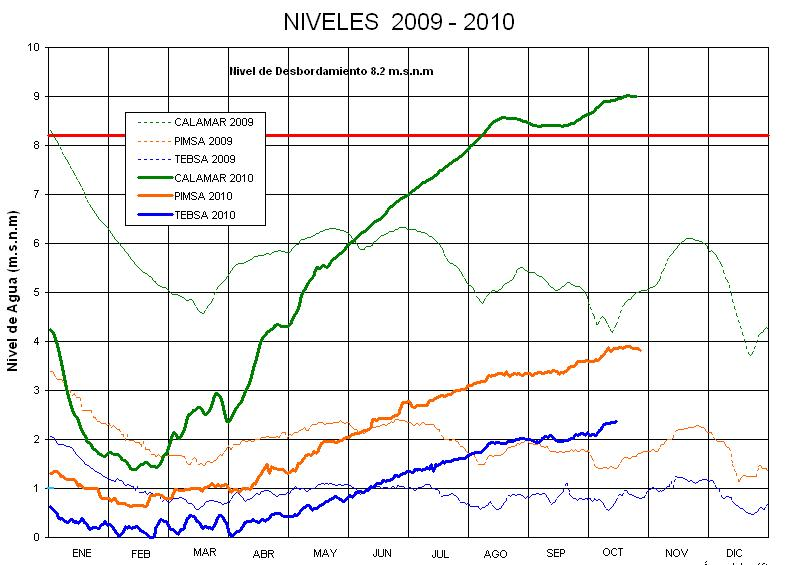 NIVELES 2009 - 2010
Nivel de Desbordamiento 8.2 m.s.n.m
CALAMAR 2009
PIMSA 2009
TEBSA 2009
CALAMAR 2010
PIMSA 2010
TEBSA 2010
Nivel de Agua (m.s.n.m)
10
9
8
7
6
5
4
3
2
1
0
ENE FEB MAR ABR MAY JUN JUL AGO SEP OCT NOV DIC